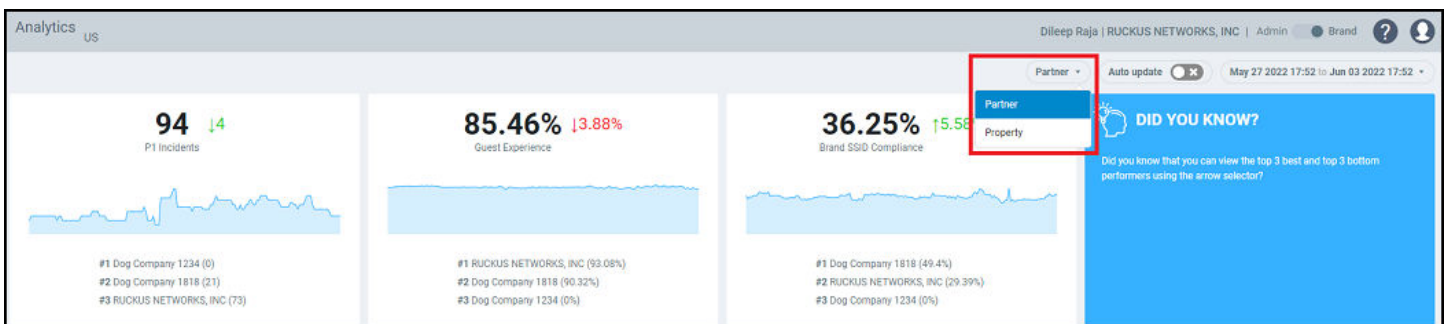 Analytics US
Dileep Raja | RUCKUS NETWORKS, INC | Admin Brand ?
Partner Auto update X May 27 2022 17:52 to Jun 03 2022 17:52
Partner
Property
94 ↓4
P1 Incidents
#1 Dog Company 1234 (0)
#2 Dog Company 1818 (21)
#3 RUCKUS NETWORKS, INC (73)
85.46% ↓3.88%
Guest Experience
#1 RUCKUS NETWORKS, INC (93.08%)
#2 Dog Company 1818 (90.32%)
#3 Dog Company 1234 (0%)
36.25% ↑5.58
Brand SSID Compliance
#1 Dog Company 1818 (49.4%)
#2 RUCKUS NETWORKS, INC (29.39%)
#3 Dog Company 1234 (0%)
DID YOU KNOW?
Did you know that you can view the top 3 best and top 3 bottom
performers using the arrow selector?